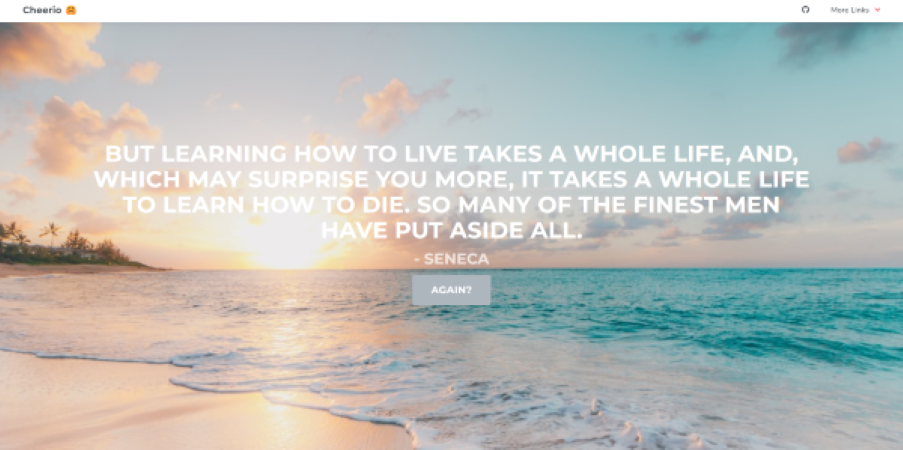 Cheerio 🤗
More Links
BUT LEARNING HOW TO LIVE TAKES A WHOLE LIFE, AND,
WHICH MAY SURPRISE YOU MORE, IT TAKES A WHOLE LIFE
TO LEARN HOW TO DIE. SO MANY OF THE FINEST MEN
HAVE PUT ASIDE ALL.
- SENECA
AGAIN?